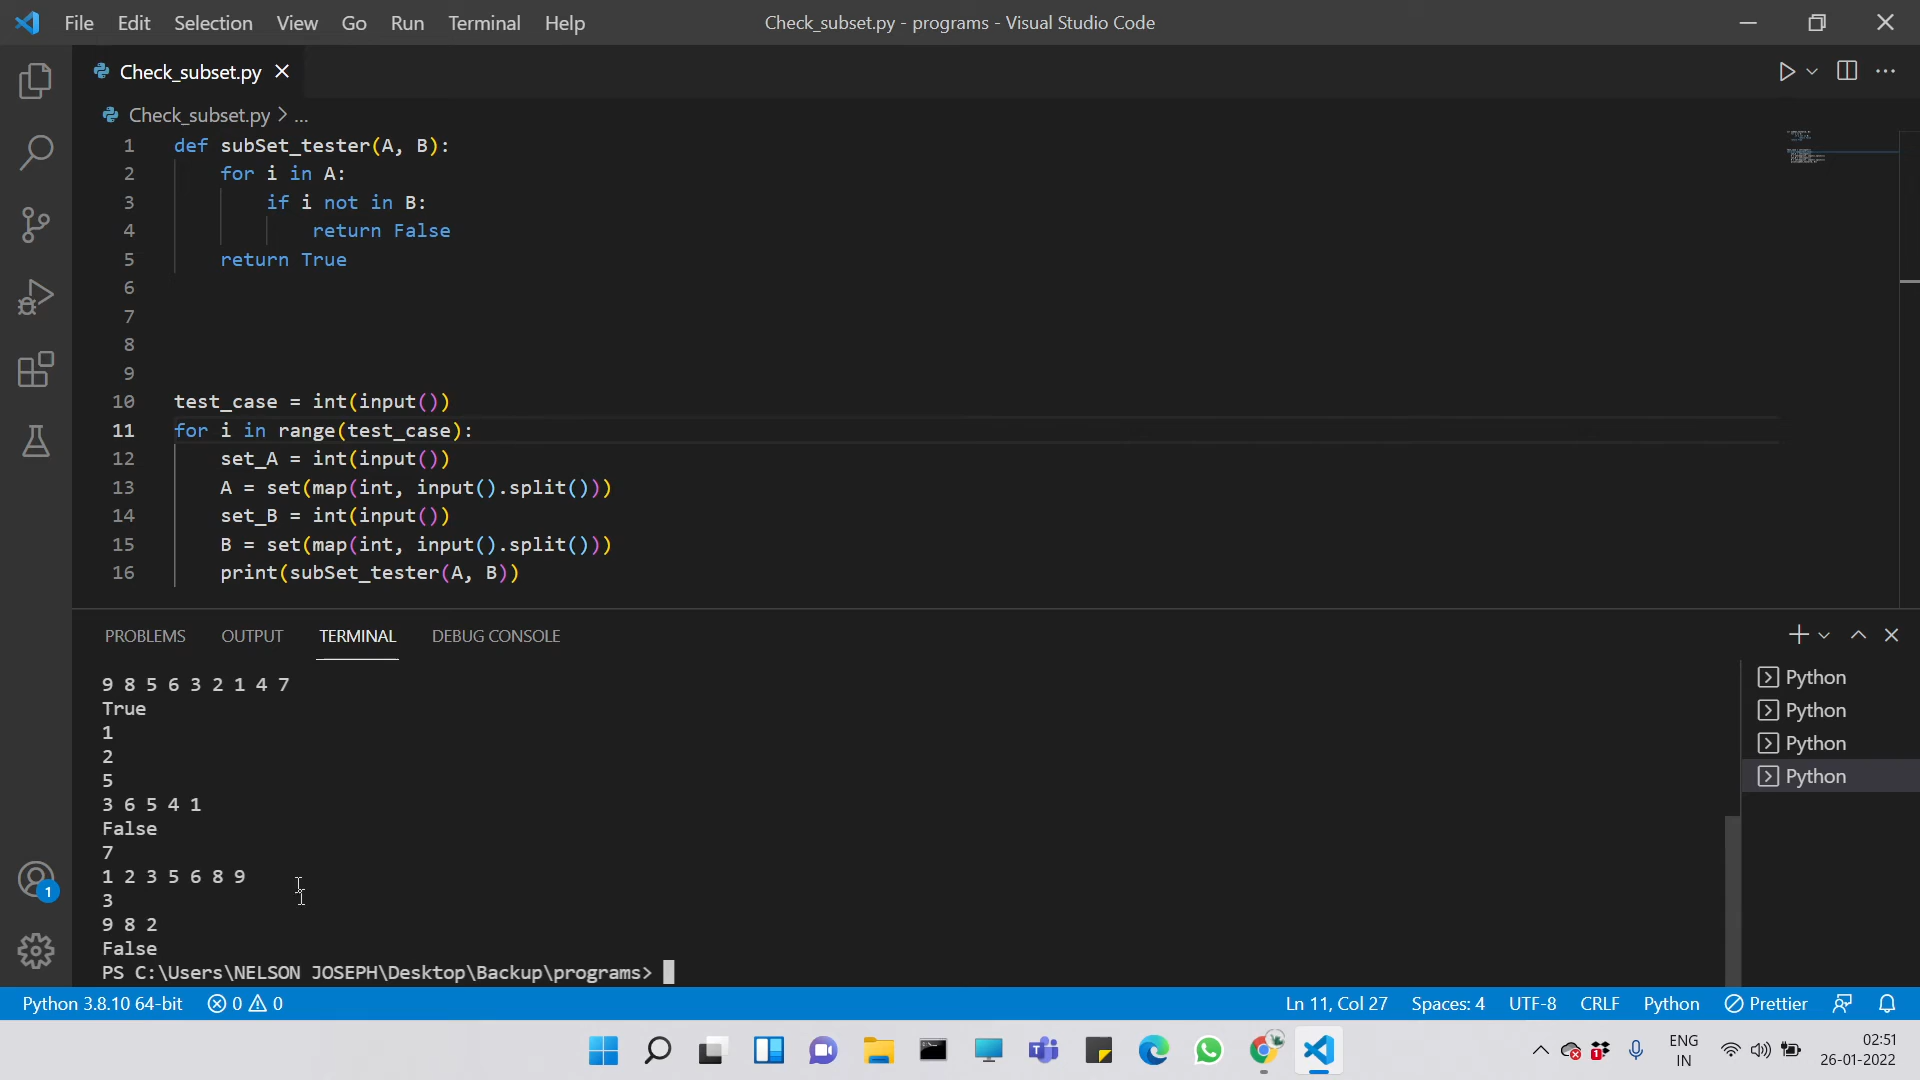 File Edit Selection View Go Run Terminal Help
Check_subset.py - programs - Visual Studio Code
Check_subset.py
Check_subset.py > ...
1 def subSet_tester(A, B):
2 for i in A:
3 if i not in B:
4 return False
5 return True
6
7
8
9
10 test_case = int(input())
11 for i in range(test_case):
12 set_A = int(input())
13 A = set(map(int, input().split()))
14 set_B = int(input())
15 B = set(map(int, input().split()))
16 print(subSet_tester(A, B))
PROBLEMS OUTPUT TERMINAL DEBUG CONSOLE
9 8 5 6 3 2 1 4 7
True
1
2
5
3 6 5 4 1
False
7
1 2 3 5 6 8 9
3
9 8 2
False
PS C:\Users\NELSON JOSEPH\Desktop\Backup\programs>
Python
Python
Python
Python
1
Python 3.8.10 64-bit 0 0 Ln 11, Col 27 Spaces: 4 UTF-8 CRLF Python Prettier
ENG
IN
02:51
26-01-2022